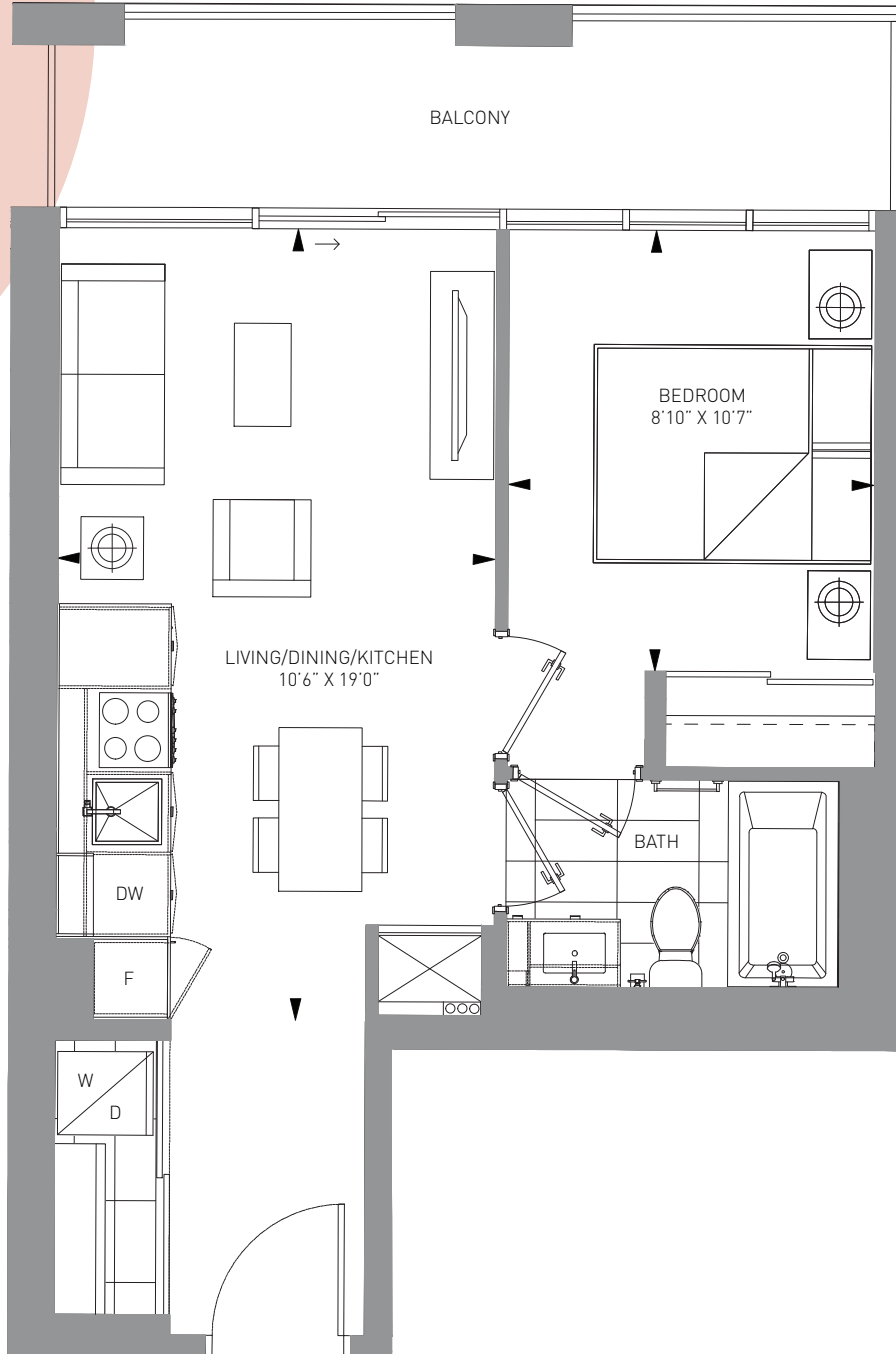 BALCONY
BEDROOM
8'10" X 10'7"
LIVING/DINING/KITCHEN
10'6" X 19'0"
BATH
DW
F
W
D